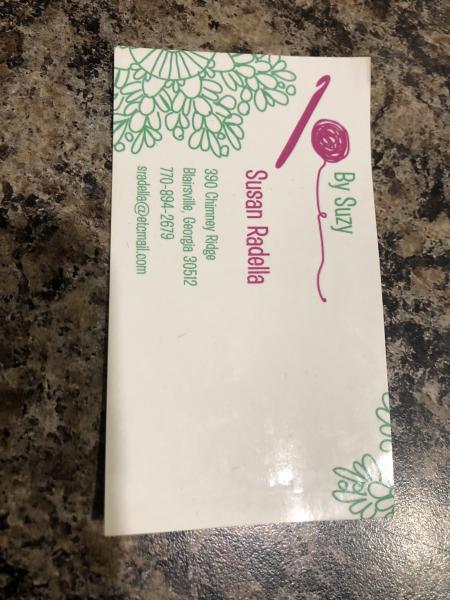 By Suzy
Susan Radella
390 Chimney Ridge
Blairsville, Georgia 30512
770-894-2679
sradella@etcmail.com